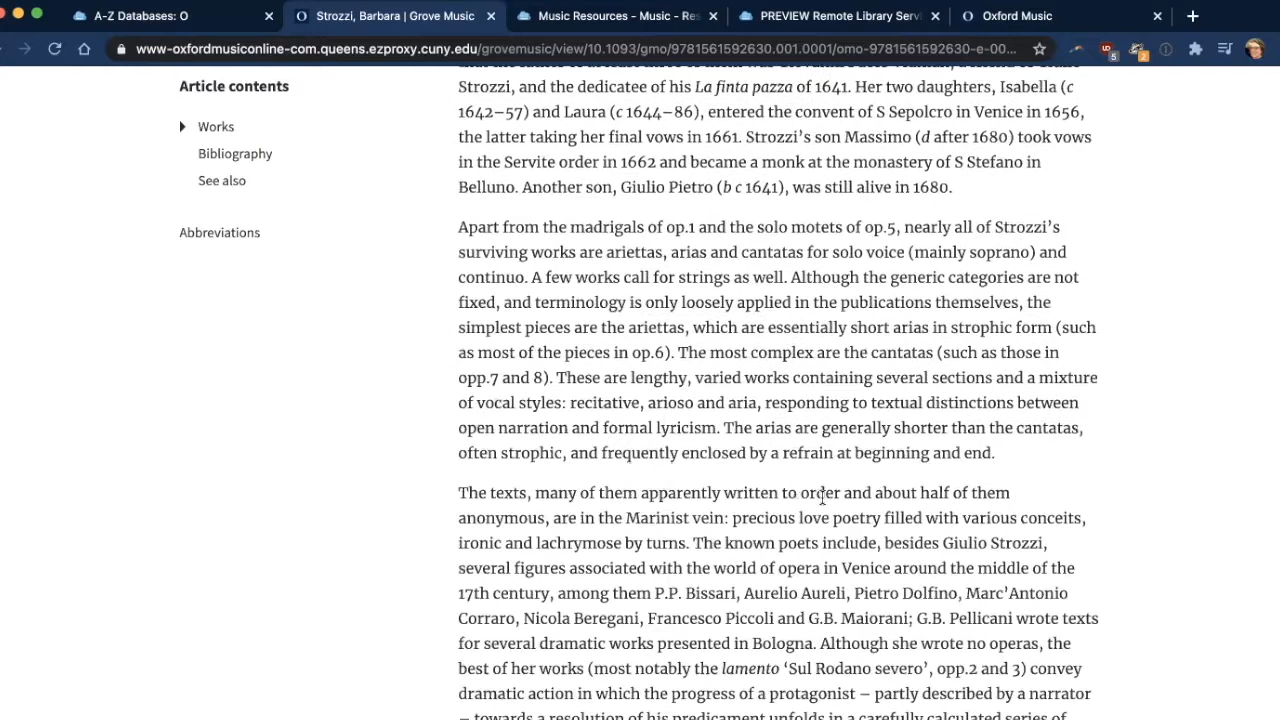 A-Z Databases: O
Strozzi, Barbara | Grove Music
Music Resources - Music - Res
PREVIEW Remote Library Servi
Oxford Music
www-oxfordmusiconline-com.queens.ezproxy.cuny.edu/grovemusic/view/10.1093/gmo/9781561592630.001.0001/omo-9781561592630-e-00...
5
2
Article contents
Works
Bibliography
See also
Abbreviations
Strozzi, and the dedicatee of his La finta pazza of 1641. Her two daughters, Isabella (c
1642–57) and Laura (c 1644–86), entered the convent of S Sepolcro in Venice in 1656,
the latter taking her final vows in 1661. Strozzi’s son Massimo (d after 1680) took vows
in the Servite order in 1662 and became a monk at the monastery of S Stefano in
Belluno. Another son, Giulio Pietro (b c 1641), was still alive in 1680.
Apart from the madrigals of op.1 and the solo motets of op.5, nearly all of Strozzi’s
surviving works are ariettas, arias and cantatas for solo voice (mainly soprano) and
continuo. A few works call for strings as well. Although the generic categories are not
fixed, and terminology is only loosely applied in the publications themselves, the
simplest pieces are the ariettas, which are essentially short arias in strophic form (such
as most of the pieces in op.6). The most complex are the cantatas (such as those in
opp.7 and 8). These are lengthy, varied works containing several sections and a mixture
of vocal styles: recitative, arioso and aria, responding to textual distinctions between
open narration and formal lyricism. The arias are generally shorter than the cantatas,
often strophic, and frequently enclosed by a refrain at beginning and end.
The texts, many of them apparently written to order and about half of them
anonymous, are in the Marinist vein: precious love poetry filled with various conceits,
ironic and lachrymose by turns. The known poets include, besides Giulio Strozzi,
several figures associated with the world of opera in Venice around the middle of the
17th century, among them P.P. Bissari, Aurelio Aureli, Pietro Dolfino, Marc’Antonio
Corraro, Nicola Beregani, Francesco Piccoli and G.B. Maiorani; G.B. Pellicani wrote texts
for several dramatic works presented in Bologna. Although she wrote no operas, the
best of her works (most notably the lamento ‘Sul Rodano severo’, opp.2 and 3) convey
dramatic action in which the progress of a protagonist – partly described by a narrator
– towards a resolution of his predicament unfolds in a carefully calculated series of